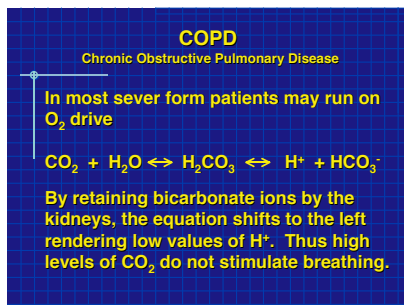 COPD
Chronic Obstructive Pulmonary Disease
In most sever form patients may run on
O₂ drive
CO₂ + H₂O ⟷ H₂CO₃ ⟷ H⁺ + HCO₃⁻
By retaining bicarbonate ions by the
kidneys, the equation shifts to the left
rendering low values of H⁺. Thus high
levels of CO₂ do not stimulate breathing.